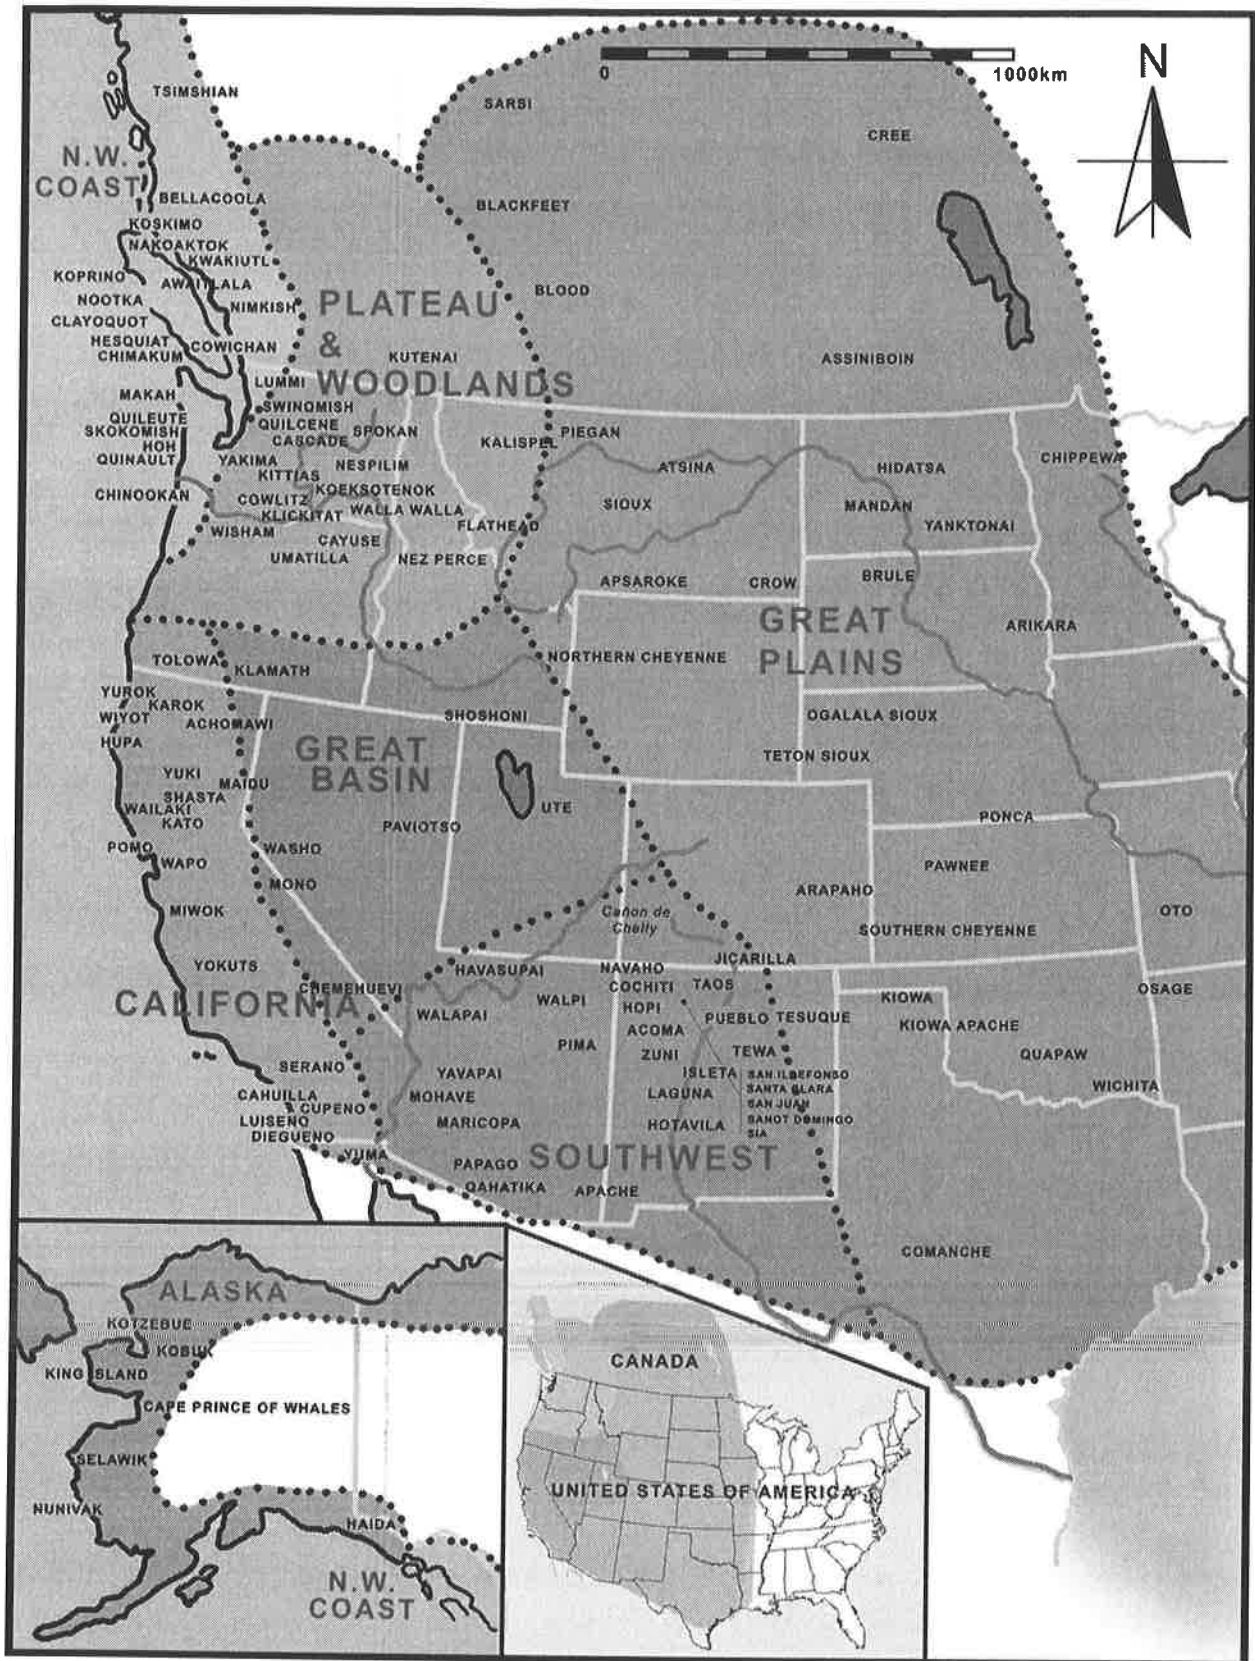 0
1000km
N
TSIMSHIAN
SARSI
CREE
N.W.
COAST
BELLACOOLA
BLACKFEET
KOSKIMO
NAKOAKTOK
KWAKIUTL
KOPRINO
AWAITLALA
BLOOD
NOOTKA
NIMKISH
PLATEAU
&
WOODLANDS
CLAYOQUOT
HESQUIAT
COWICHAN
CHIMAKUM
KUTENAI
ASSINIBOIN
LUMMI
MAKAH
SWINOMISH
QUILEUTE
QUILCENE
SPOKAN
SKOKOMISH
CASCADE
KALISPEL
PIEGAN
HOH
QUINAULT
YAKIMA
NESPILIM
ATSINA
HIDATSA
CHIPPEWA
KITTIAS
CHINOOKAN
COWLITZ
KOEKSOTENOK
SIOUX
MANDAN
KLICKITAT
WALLA WALLA
WISHAM
FLATHEAD
YANKTONAI
CAYUSE
UMATILLA
NEZ PERCE
APSAROKE
CROW
BRULE
GREAT
PLAINS
ARIKARA
TOLOWA
KLAMATH
NORTHERN CHEYENNE
YUROK
KAROK
WIYOT
ACHOMAWI
SHOSHONI
OGALALA SIOUX
HUPA
GREAT
BASIN
TETON SIOUX
YUKI
MAIDU
SHASTA
WAILAKI
KATO
UTE
PAVIOTSO
PONCA
POMO
WAPO
WASHO
PAWNEE
MONO
ARAPAHO
MIWOK
Cañon de
Chelly
OTO
SOUTHERN CHEYENNE
YOKUTS
HAVASUPAI
NAVAHO
JICARILLA
CHEMEHUEVI
COCHITI
TAOS
OSAGE
CALIFORNIA
WALPI
HOPI
KIOWA
WALAPAI
PUEBLO
TESUQUE
ACOMA
KIOWA APACHE
PIMA
ZUNI
TEWA
QUAPAW
SERANO
YAVAPAI
ISLETA
SAN ILDEFONSO
WICHITA
CAHUILLA
MOHAVE
LAGUNA
SANTA CLARA
CUPENO
SAN JUAN
LUISENO
MARICOPA
HOTAVILA
SANOT DOMINGO
DIEGUENO
SIA
YUMA
PAPAGO
SOUTHWEST
QAHATIKA
APACHE
COMANCHE
ALASKA
KOTZEBUE
KOBUK
KING ISLAND
CAPE PRINCE OF WHALES
SELAWIK
NUNIVAK
HAIDA
N.W.
COAST
CANADA
UNITED STATES OF AMERICA